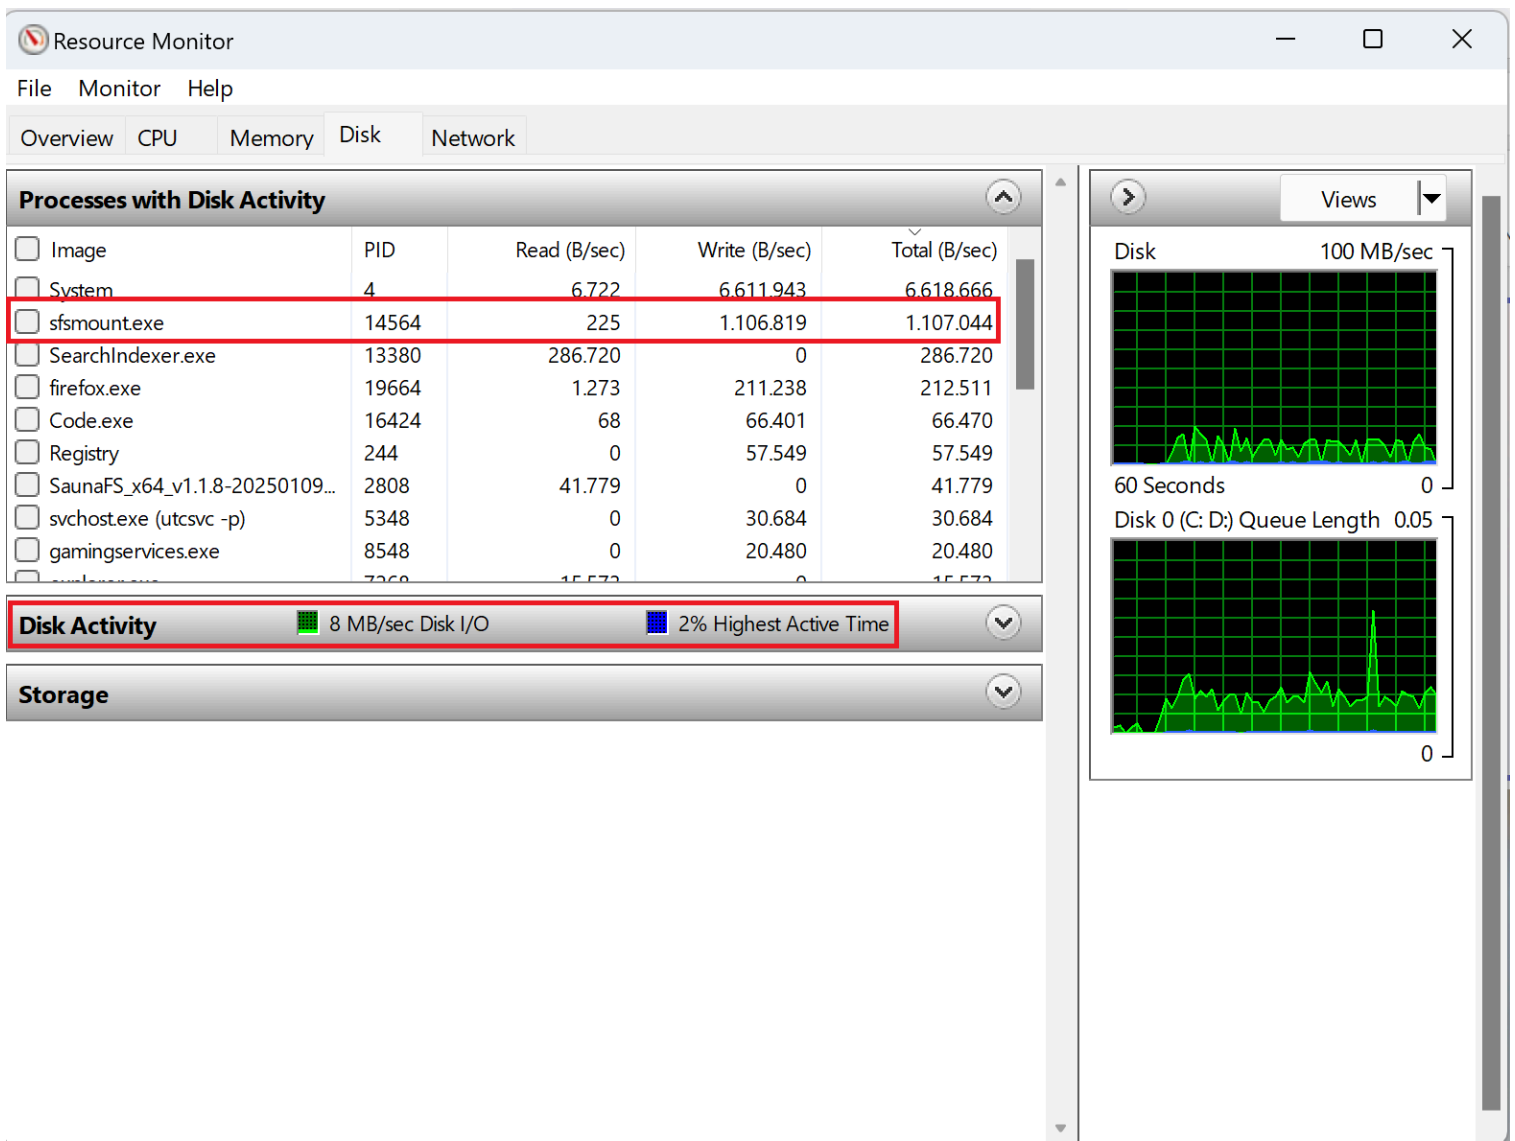 Resource Monitor
File Monitor Help
Overview CPU Memory Disk Network
Processes with Disk Activity
Image PID Read (B/sec) Write (B/sec) Total (B/sec)
System 4 6.722 6.611.943 6.618.666
sfsmount.exe 14564 225 1.106.819 1.107.044
SearchIndexer.exe 13380 286.720 0 286.720
firefox.exe 19664 1.273 211.238 212.511
Code.exe 16424 68 66.401 66.470
Registry 244 0 57.549 57.549
SaunaFS_x64_v1.1.8-20250109... 2808 41.779 0 41.779
svchost.exe (utcsvc -p) 5348 0 30.684 30.684
gamingservices.exe 8548 0 20.480 20.480
Disk Activity 8 MB/sec Disk I/O 2% Highest Active Time
Storage
Views
Disk 100 MB/sec
60 Seconds 0
Disk 0 (C: D:) Queue Length 0.05
0